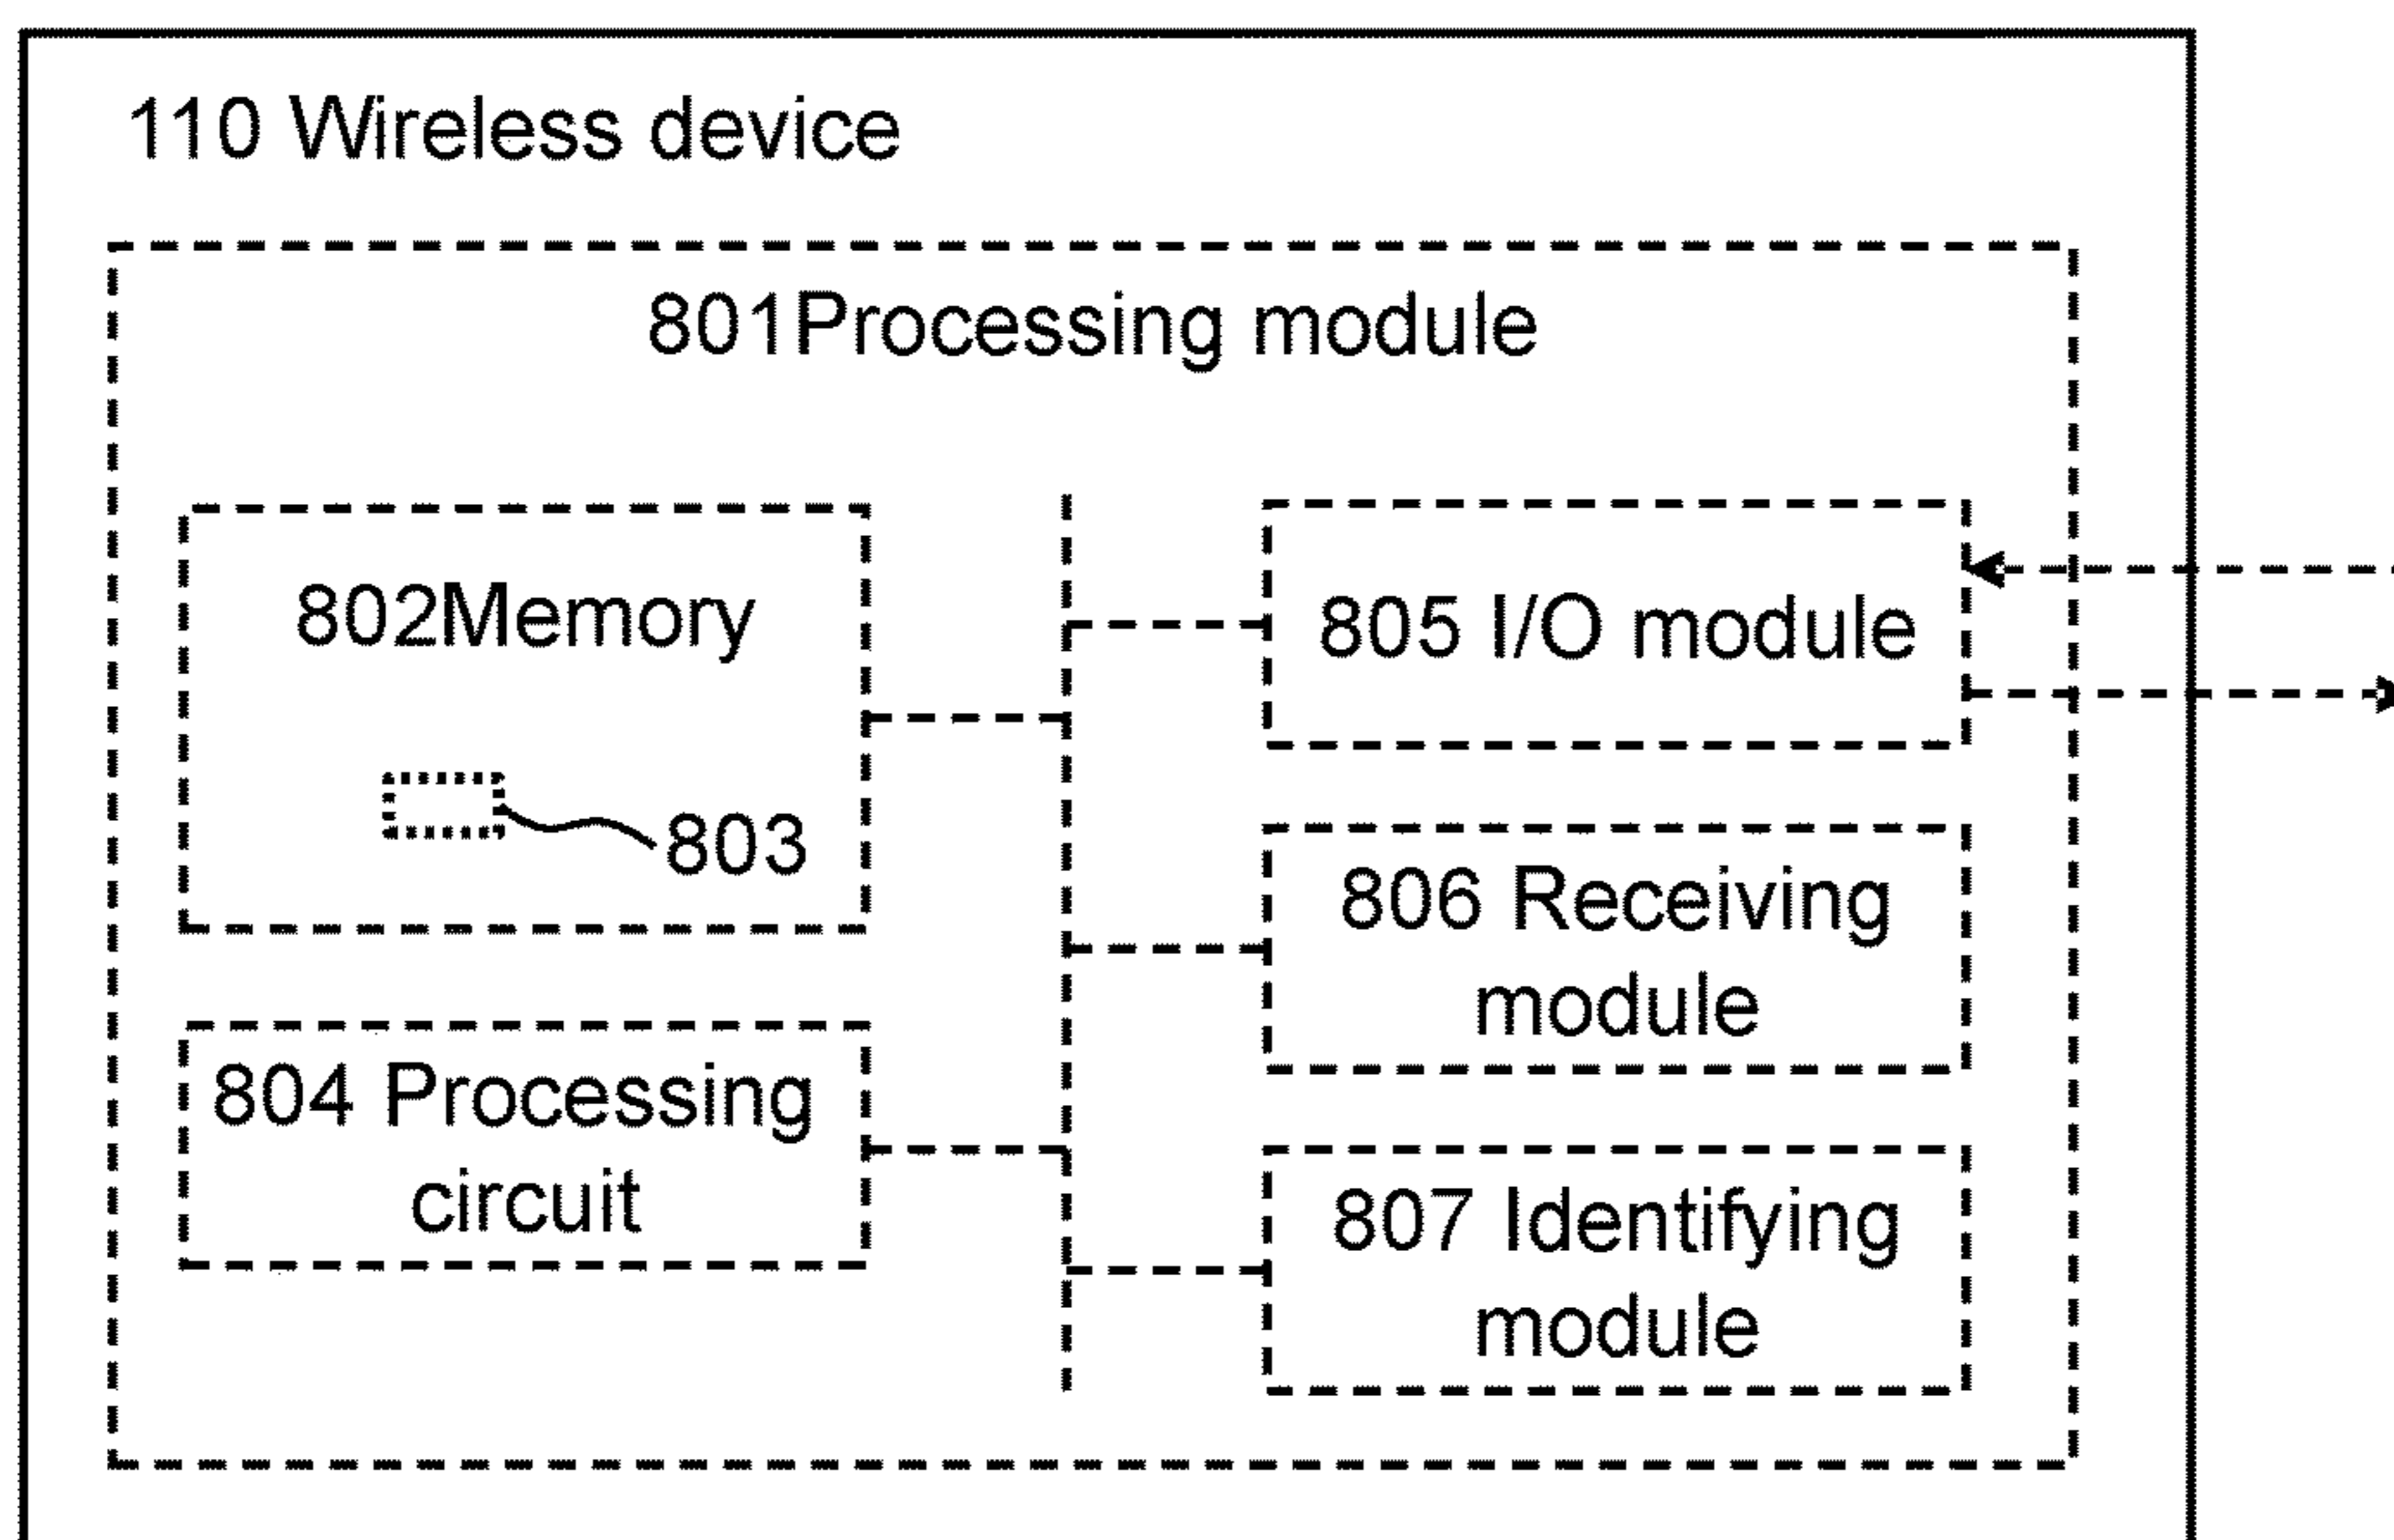 110 Wireless device
801Processing module
802Memory
803
804 Processing
circuit
805 I/O module
806 Receiving
module
807 Identifying
module